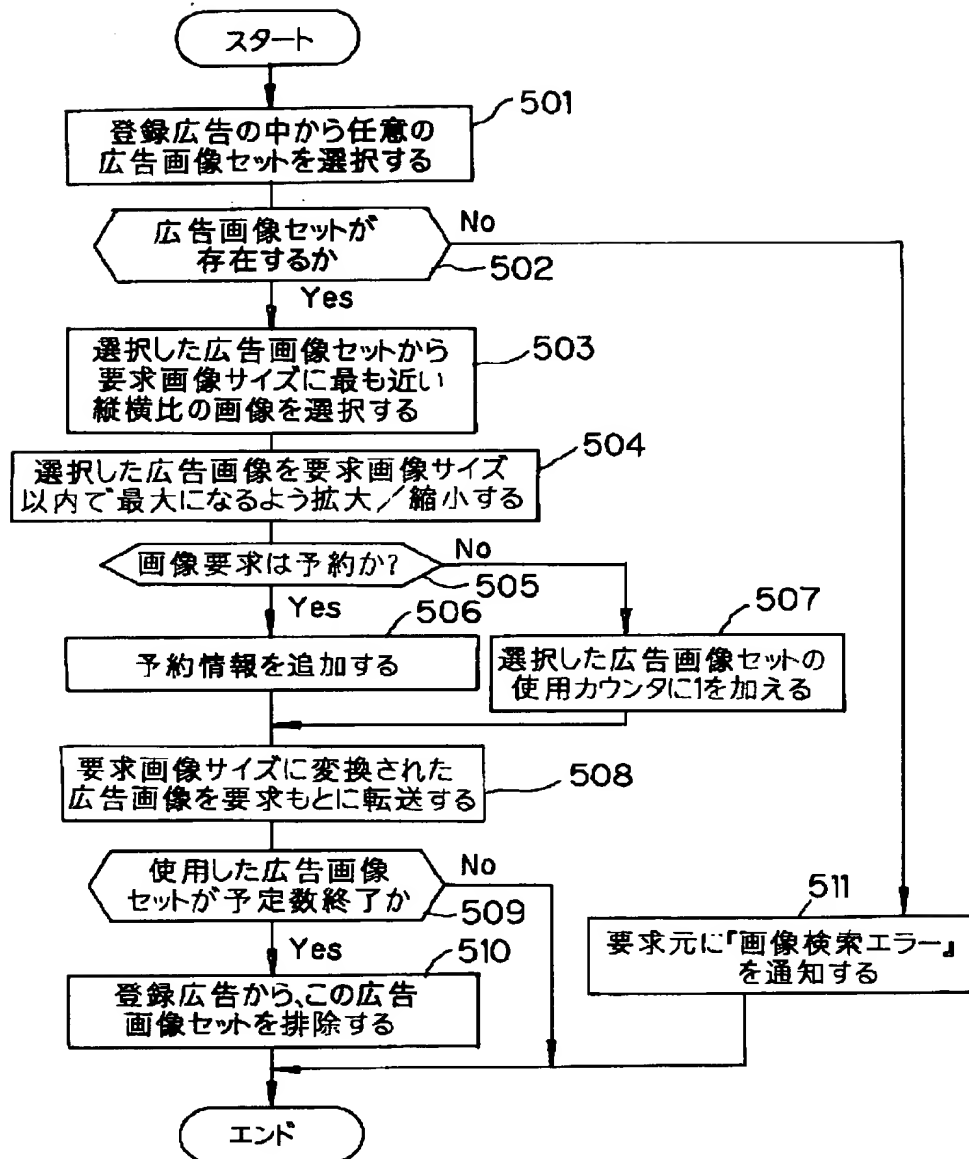 スタート
501
登録広告の中から任意の
広告画像セットを選択する
広告画像セットが
存在するか
No
502
Yes
選択した広告画像セットから
要求画像サイズに最も近い
縦横比の画像を選択する
503
504
選択した広告画像を要求画像サイズ
以内で最大になるよう拡大／縮小する
画像要求は予約か?
No
505
Yes
506
予約情報を追加する
507
選択した広告画像セットの
使用カウンタに1を加える
要求画像サイズに変換された
広告画像を要求もとに転送する
508
使用した広告画像
セットが予定数終了か
No
509
Yes
510
登録広告から、この広告
画像セットを排除する
511
要求元に『画像検索エラー』
を通知する
エンド